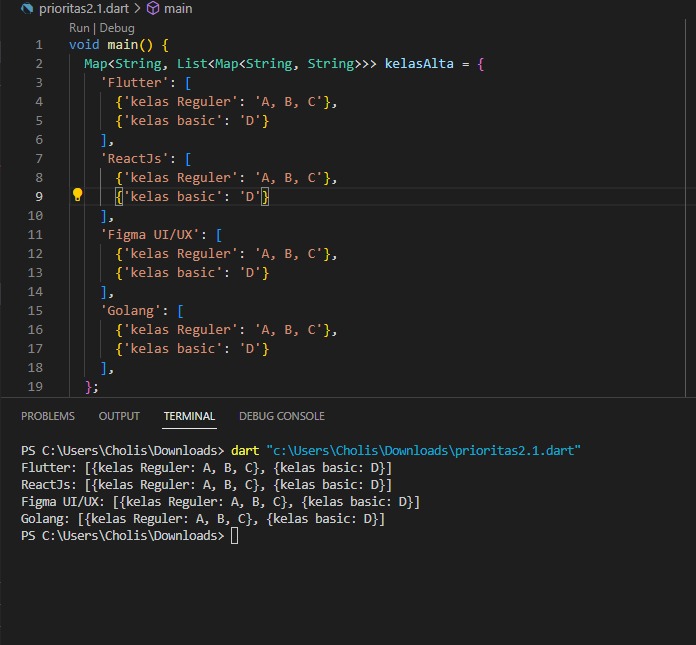 prioritas2.1.dart > main
Run | Debug
1 void main() {
2 Map<String, List<Map<String, String>>> kelasAlta = {
3 'Flutter': [
4 {'kelas Reguler': 'A, B, C'},
5 {'kelas basic': 'D'}
6 ],
7 'ReactJs': [
8 {'kelas Reguler': 'A, B, C'},
9 {'kelas basic': 'D'}
10 ],
11 'Figma UI/UX': [
12 {'kelas Reguler': 'A, B, C'},
13 {'kelas basic': 'D'}
14 ],
15 'Golang': [
16 {'kelas Reguler': 'A, B, C'},
17 {'kelas basic': 'D'}
18 ],
19 };
PROBLEMS OUTPUT TERMINAL DEBUG CONSOLE
PS C:\Users\Cholis\Downloads> dart "c:\Users\Cholis\Downloads\prioritas2.1.dart"
Flutter: [{kelas Reguler: A, B, C}, {kelas basic: D}]
ReactJs: [{kelas Reguler: A, B, C}, {kelas basic: D}]
Figma UI/UX: [{kelas Reguler: A, B, C}, {kelas basic: D}]
Golang: [{kelas Reguler: A, B, C}, {kelas basic: D}]
PS C:\Users\Cholis\Downloads>